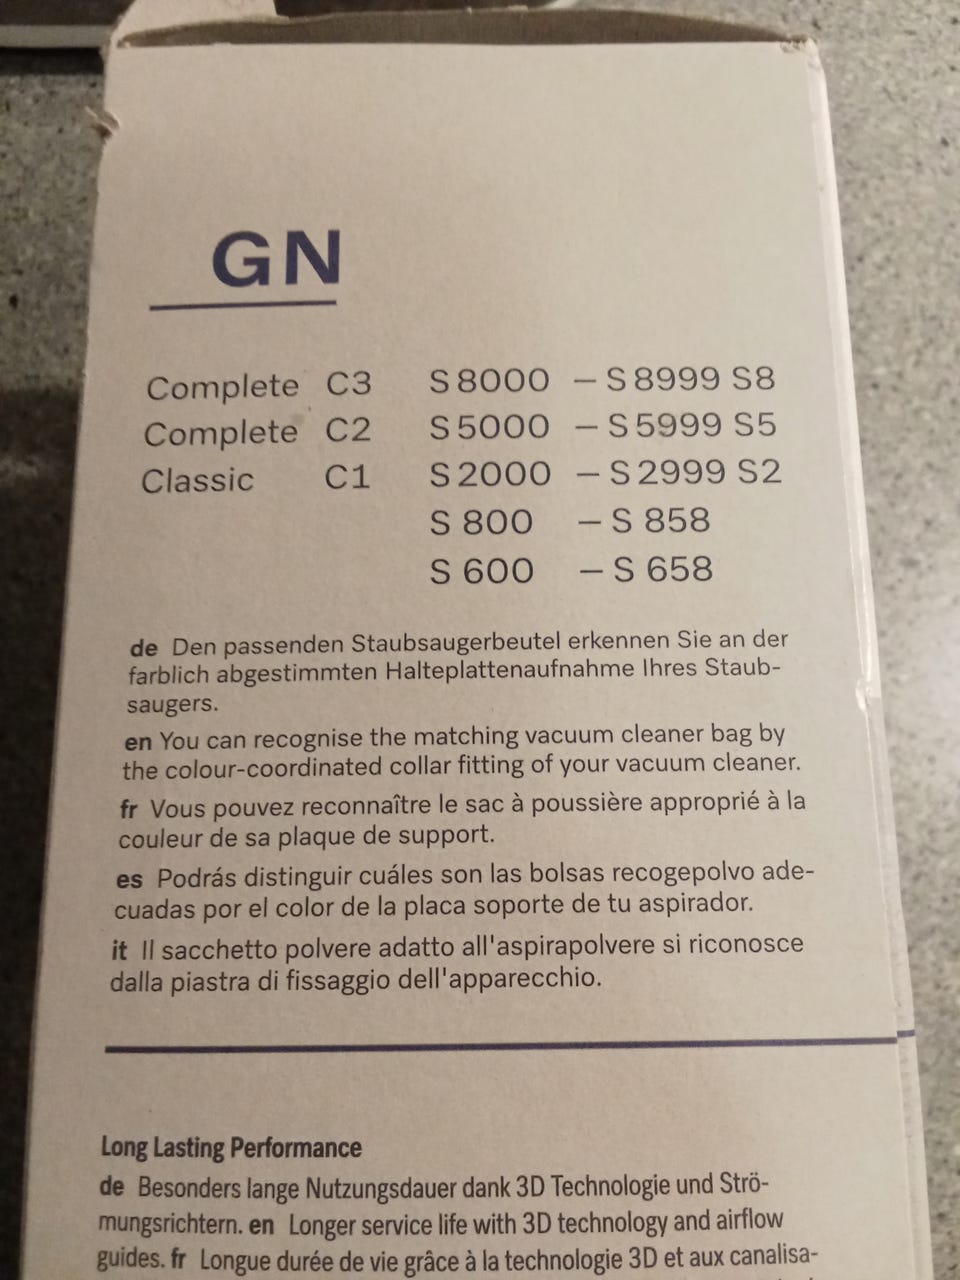 GN
Complete C3 S 8000 – S 8999 S8
Complete C2 S 5000 – S 5999 S5
Classic C1 S 2000 – S 2999 S2
S 800 – S 858
S 600 – S 658
de Den passenden Staubsaugerbeutel erkennen Sie an der
farblich abgestimmten Halteplattenaufnahme Ihres Staub-
saugers.
en You can recognise the matching vacuum cleaner bag by
the colour-coordinated collar fitting of your vacuum cleaner.
fr Vous pouvez reconnaître le sac à poussière approprié à la
couleur de sa plaque de support.
es Podrás distinguir cuáles son las bolsas recogepolvo ade-
cuadas por el color de la placa soporte de tu aspirador.
it Il sacchetto polvere adatto all'aspirapolvere si riconosce
dalla piastra di fissaggio dell'apparecchio.
Long Lasting Performance
de Besonders lange Nutzungsdauer dank 3D Technologie und Strö-
mungsrichtern. en Longer service life with 3D technology and airflow
guides. fr Longue durée de vie grâce à la technologie 3D et aux canalisa-